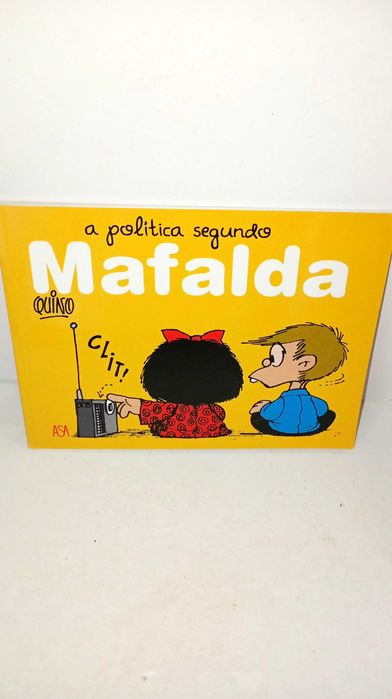 a política segundo
Mafalda
QUINO
CLIT!
ASA